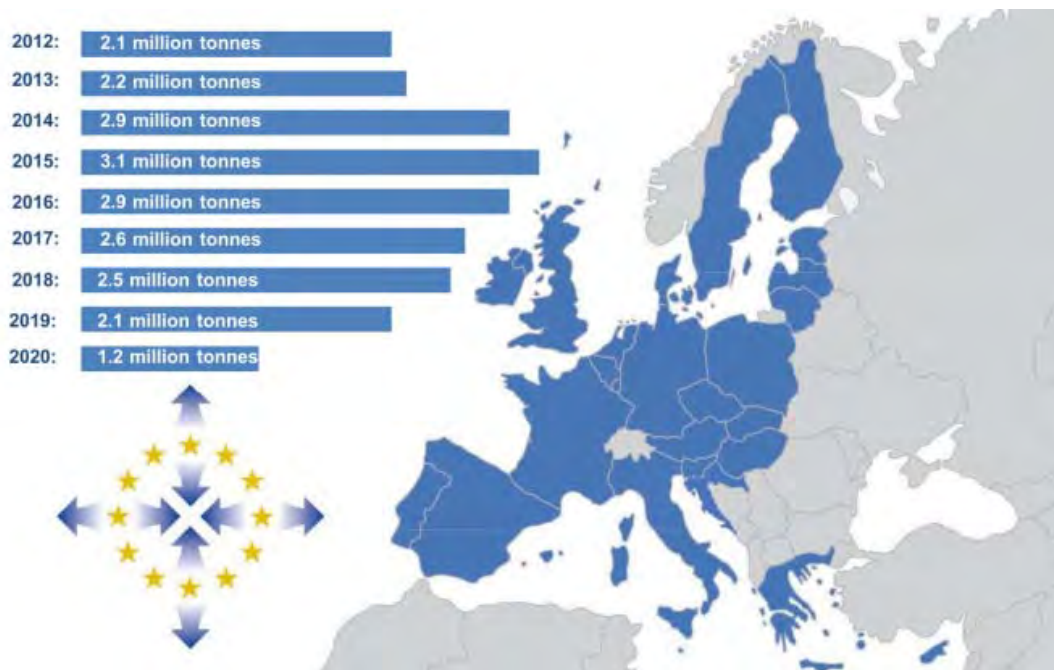 2012: 2.1 million tonnes
2013: 2.2 million tonnes
2014: 2.9 million tonnes
2015: 3.1 million tonnes
2016: 2.9 million tonnes
2017: 2.6 million tonnes
2018: 2.5 million tonnes
2019: 2.1 million tonnes
2020: 1.2 million tonnes